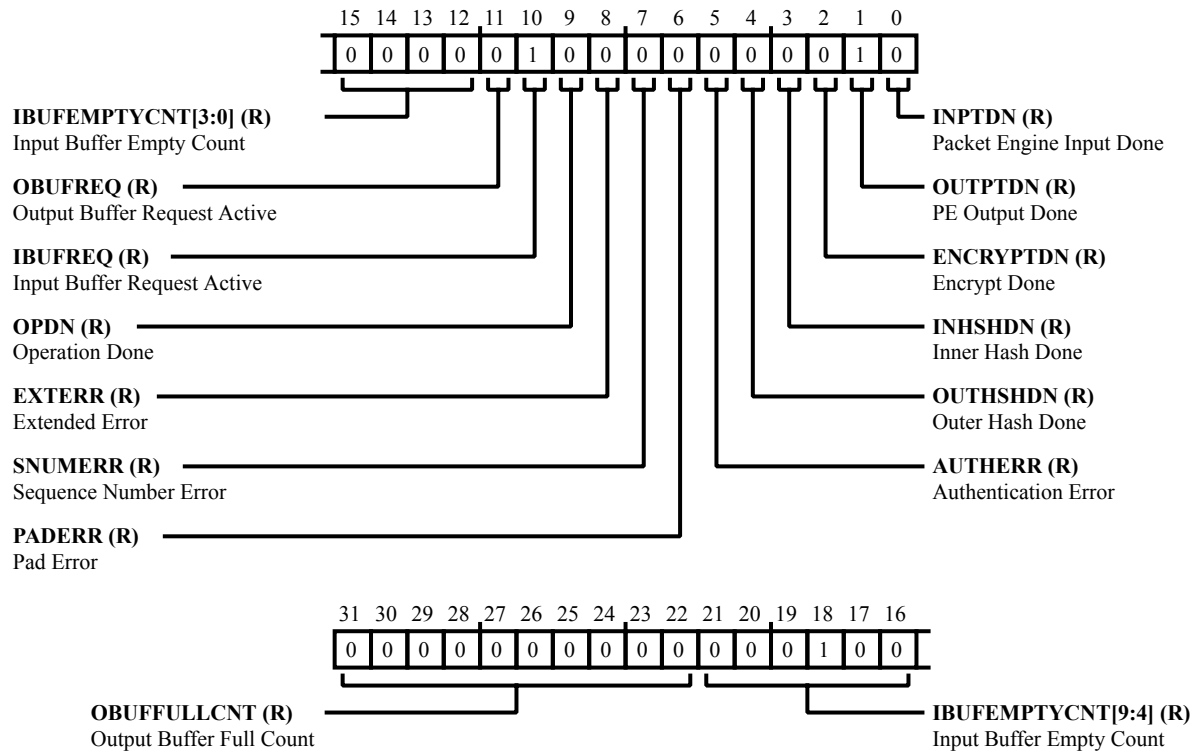 15 14 13 12 11 10 9 8 7 6 5 4 3 2 1 0
0 0 0 0 0 1 0 0 0 0 0 0 0 0 1 0
IBUFEMPTYCNT[3:0] (R)
Input Buffer Empty Count
OBUFREQ (R)
Output Buffer Request Active
IBUFREQ (R)
Input Buffer Request Active
OPDN (R)
Operation Done
EXTERR (R)
Extended Error
SNUMERR (R)
Sequence Number Error
PADERR (R)
Pad Error
INPTDN (R)
Packet Engine Input Done
OUTPTDN (R)
PE Output Done
ENCRYPTDN (R)
Encrypt Done
INHSHDN (R)
Inner Hash Done
OUTHSHDN (R)
Outer Hash Done
AUTHERR (R)
Authentication Error
31 30 29 28 27 26 25 24 23 22 21 20 19 18 17 16
0 0 0 0 0 0 0 0 0 0 0 0 0 1 0 0
OBUFFULLCNT (R)
Output Buffer Full Count
IBUFEMPTYCNT[9:4] (R)
Input Buffer Empty Count